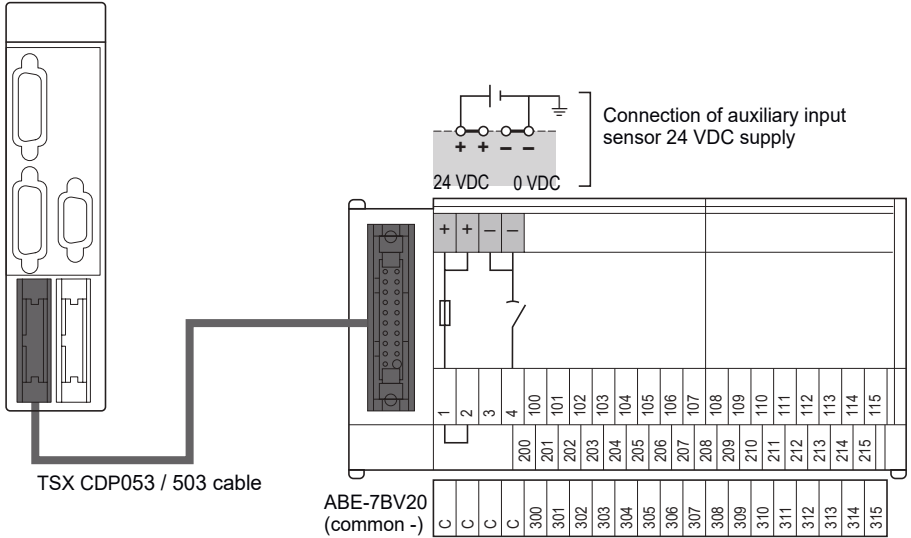 Connection of auxiliary input
sensor 24 VDC supply
+ + – –
24 VDC 0 VDC
+ + – –
1 2 3 4 100 101 102 103 104 105 106 107 108 109 110 111 112 113 114 115
200 201 202 203 204 205 206 207 208 209 210 211 212 213 214 215
TSX CDP053 / 503 cable
ABE-7BV20
(common -)
C C C C 300 301 302 303 304 305 306 307 308 309 310 311 312 313 314 315